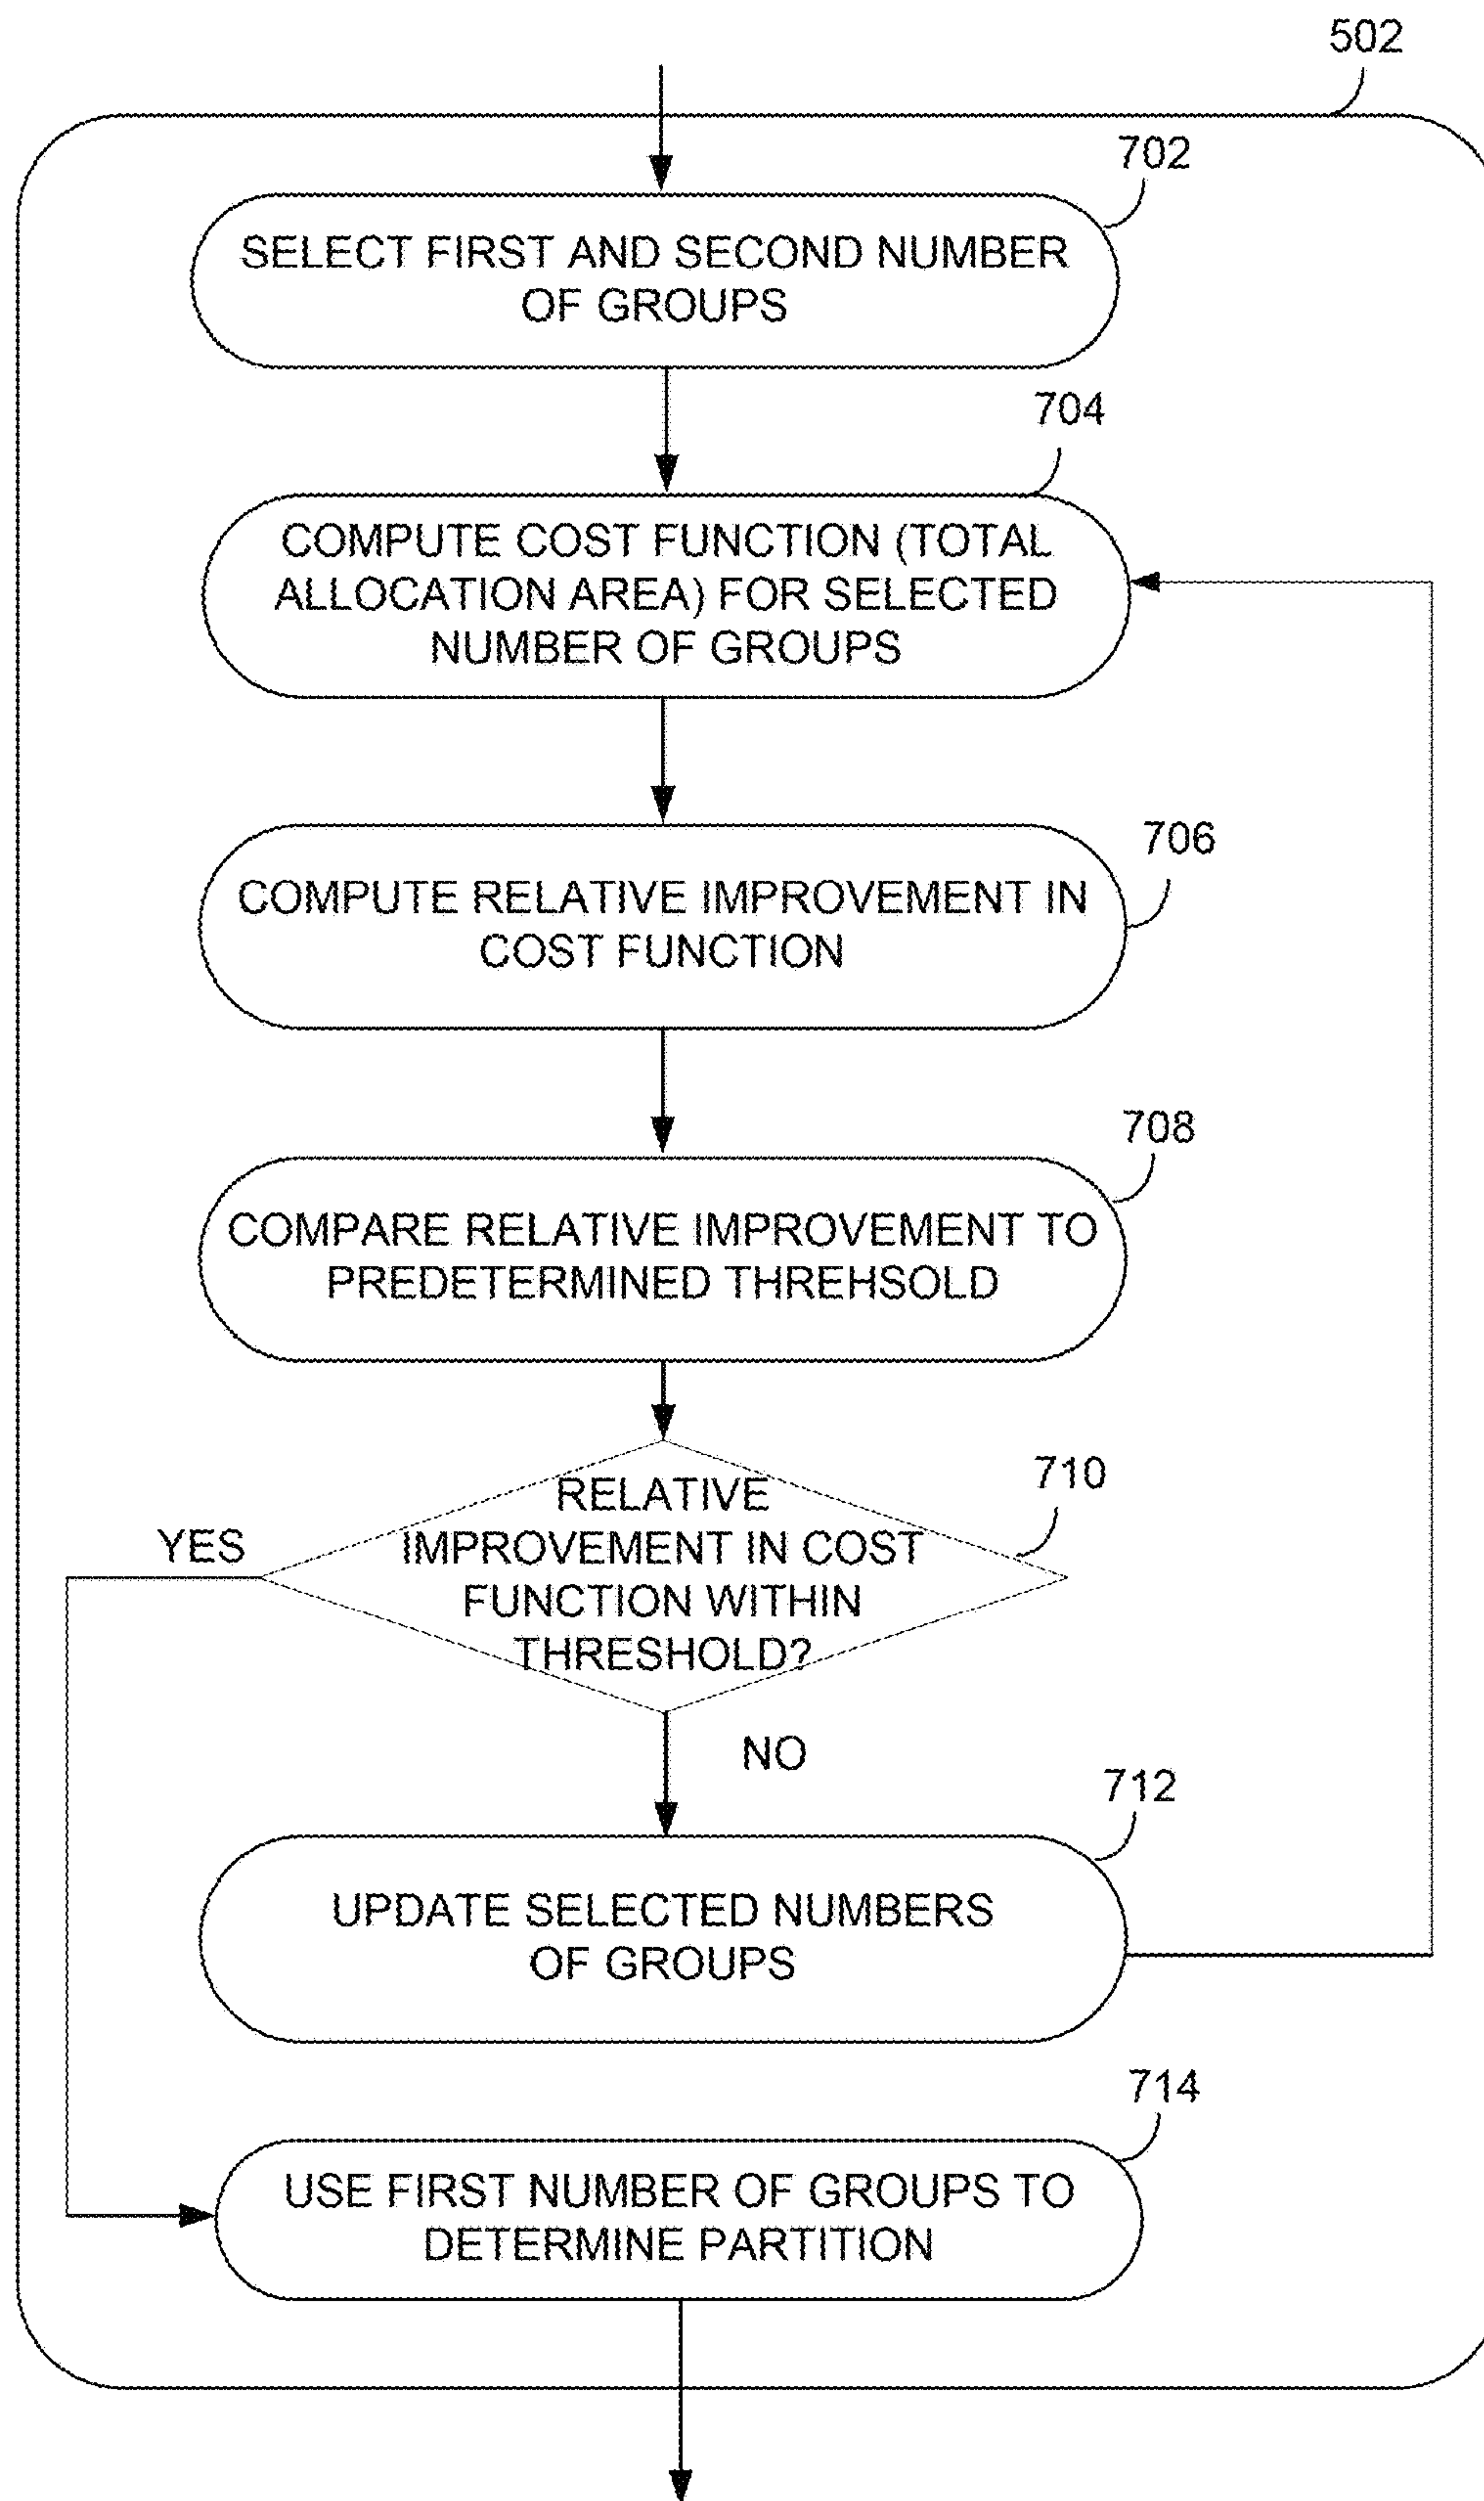 502
702
SELECT FIRST AND SECOND NUMBER
OF GROUPS
704
COMPUTE COST FUNCTION (TOTAL
ALLOCATION AREA) FOR SELECTED
NUMBER OF GROUPS
706
COMPUTE RELATIVE IMPROVEMENT IN
COST FUNCTION
708
COMPARE RELATIVE IMPROVEMENT TO
PREDETERMINED THREHSOLD
710
RELATIVE
IMPROVEMENT IN COST
FUNCTION WITHIN
THRESHOLD?
YES
NO
712
UPDATE SELECTED NUMBERS
OF GROUPS
714
USE FIRST NUMBER OF GROUPS TO
DETERMINE PARTITION